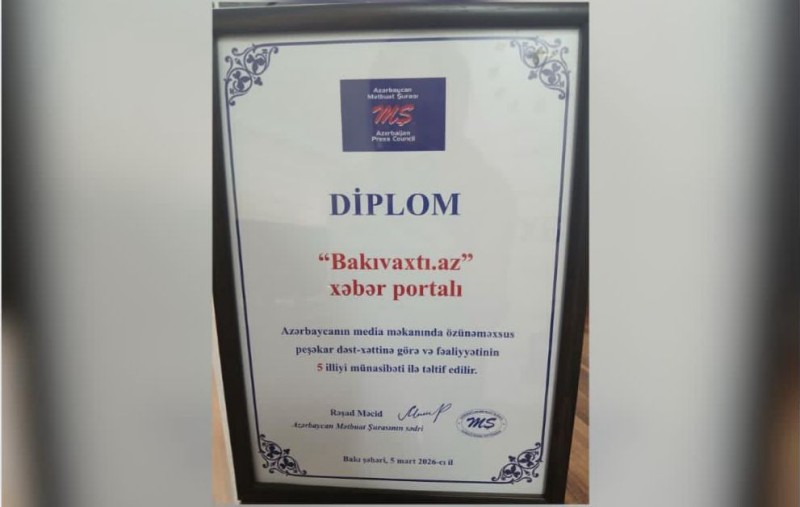 Azərbaycan
Mətbuat Şurası
MŞ
Azerbaijan
Press Council
DİPLOM
“Bakıvaxtı.az”
xəbər portalı
Azərbaycanın media məkanında özünəməxsus
peşəkar dəst-xəttinə görə və fəaliyyətinin
5 illiyi münasibəti ilə təltif edilir.
Rəşad Məcid
Azərbaycan Mətbuat Şurasının sədri
MŞ
Bakı şəhəri, 5 mart 2026-cı il